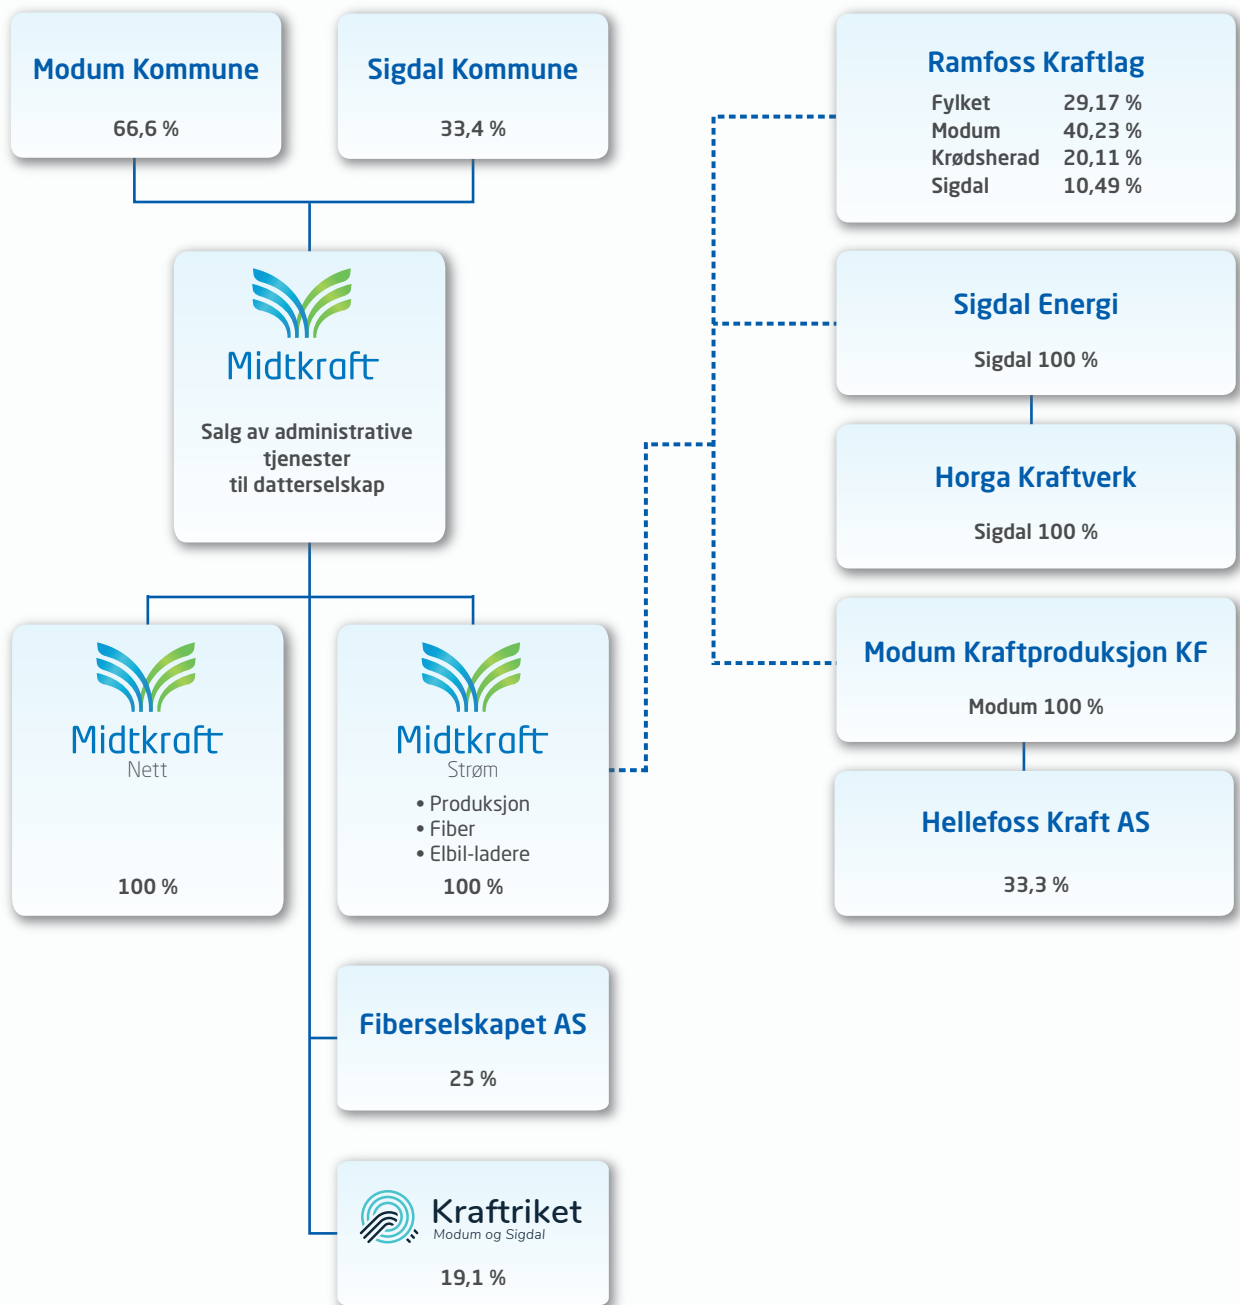 Modum Kommune
66,6 %
Sigdal Kommune
33,4 %
Midtkraft
Salg av administrative
tjenester
til datterselskap
Midtkraft
Nett
100 %
Midtkraft
Strøm
• Produksjon
• Fiber
• Elbil-ladere
100 %
Fiberselskapet AS
25 %
Kraftriket
Modum og Sigdal
19,1 %
Ramfoss Kraftlag
Fylket 29,17 %
Modum 40,23 %
Krødsherad 20,11 %
Sigdal 10,49 %
Sigdal Energi
Sigdal 100 %
Horga Kraftverk
Sigdal 100 %
Modum Kraftproduksjon KF
Modum 100 %
Hellefoss Kraft AS
33,3 %